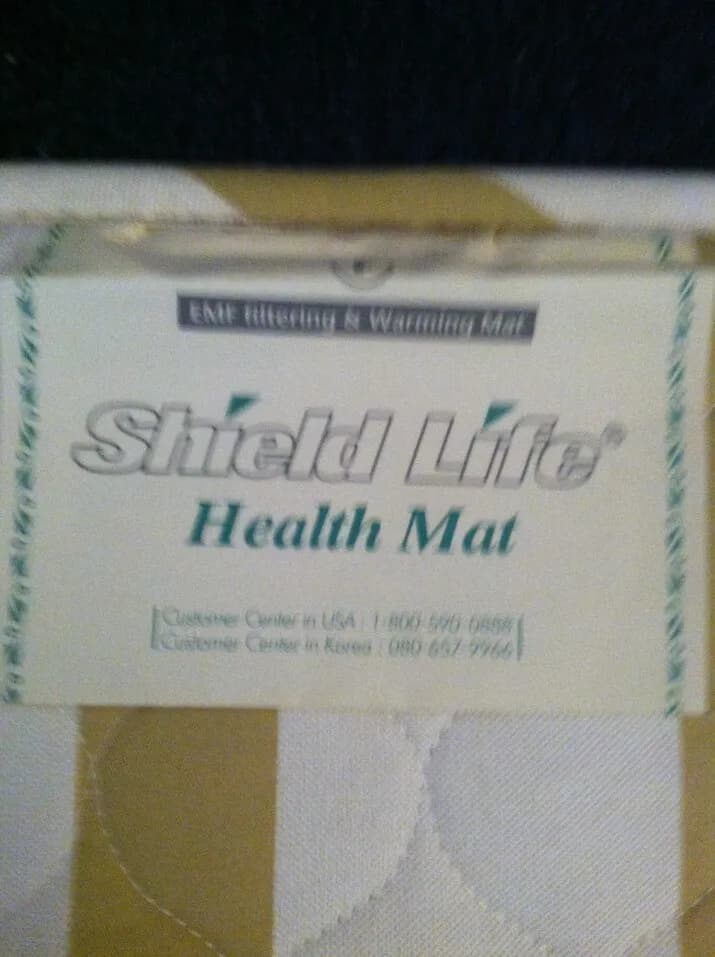 EMF filtering & Warming Mat
Shield Life®
Health Mat
Customer Center in USA : 1-800-590-0888
Customer Center in Korea : 080-657-9966